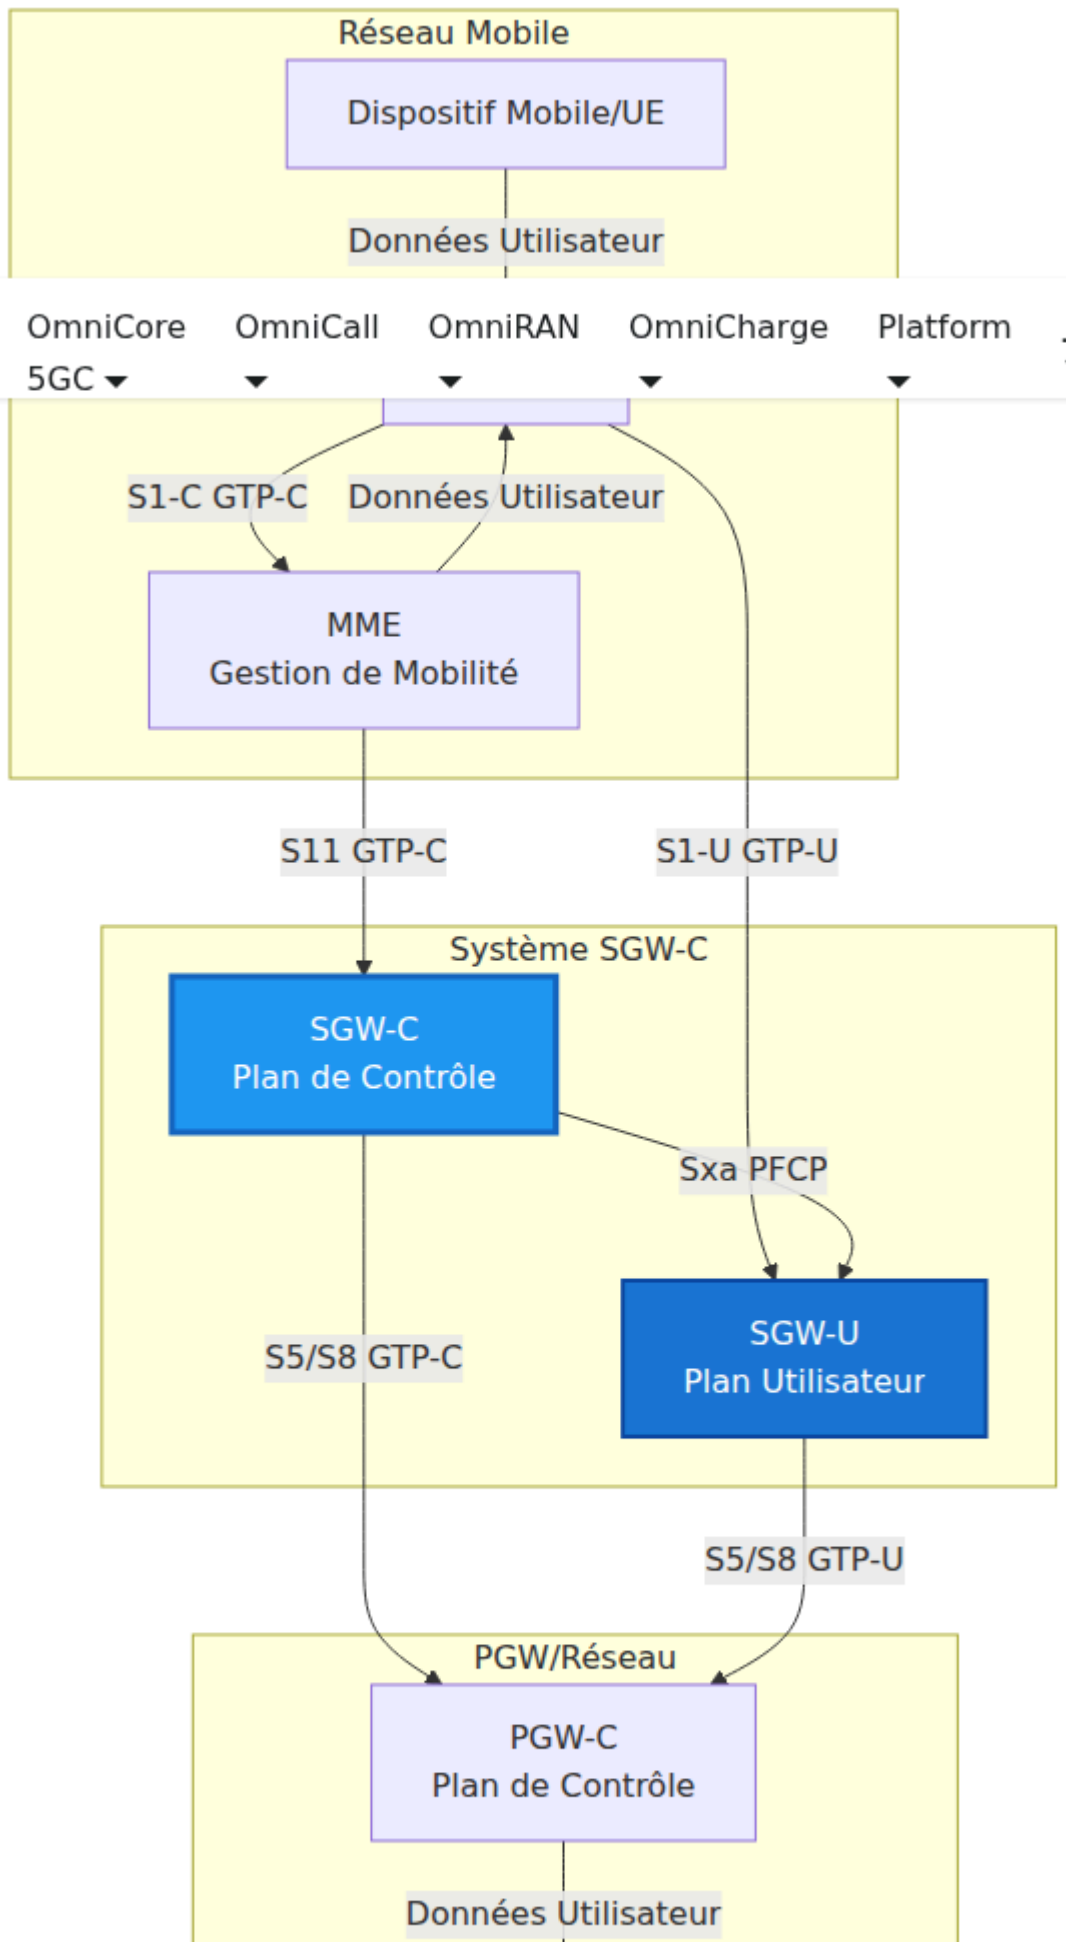 Réseau Mobile
Dispositif Mobile/UE
Données Utilisateur
OmniCore OmniCall OmniRAN OmniCharge Platform
5GC
S1-C GTP-C
Données Utilisateur
MME
Gestion de Mobilité
S11 GTP-C
S1-U GTP-U
Système SGW-C
SGW-C
Plan de Contrôle
Sxa PFCP
SGW-U
Plan Utilisateur
S5/S8 GTP-C
S5/S8 GTP-U
PGW/Réseau
PGW-C
Plan de Contrôle
Données Utilisateur